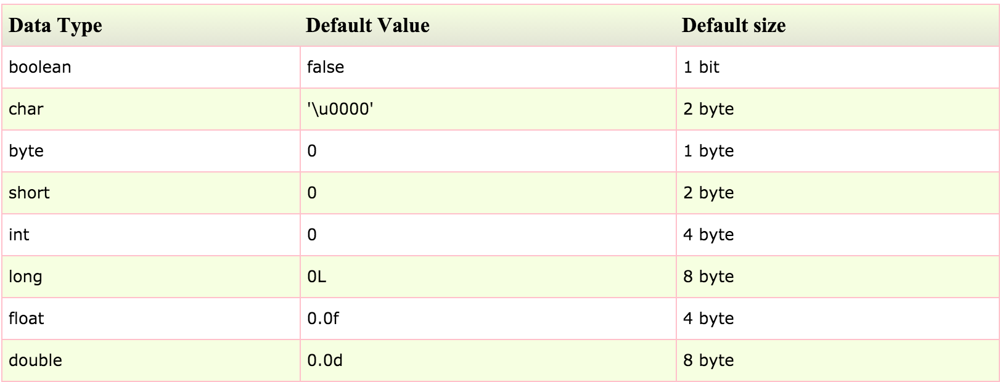 Data Type Default Value Default size
boolean false 1 bit
char '\u0000' 2 byte
byte 0 1 byte
short 0 2 byte
int 0 4 byte
long 0L 8 byte
float 0.0f 4 byte
double 0.0d 8 byte